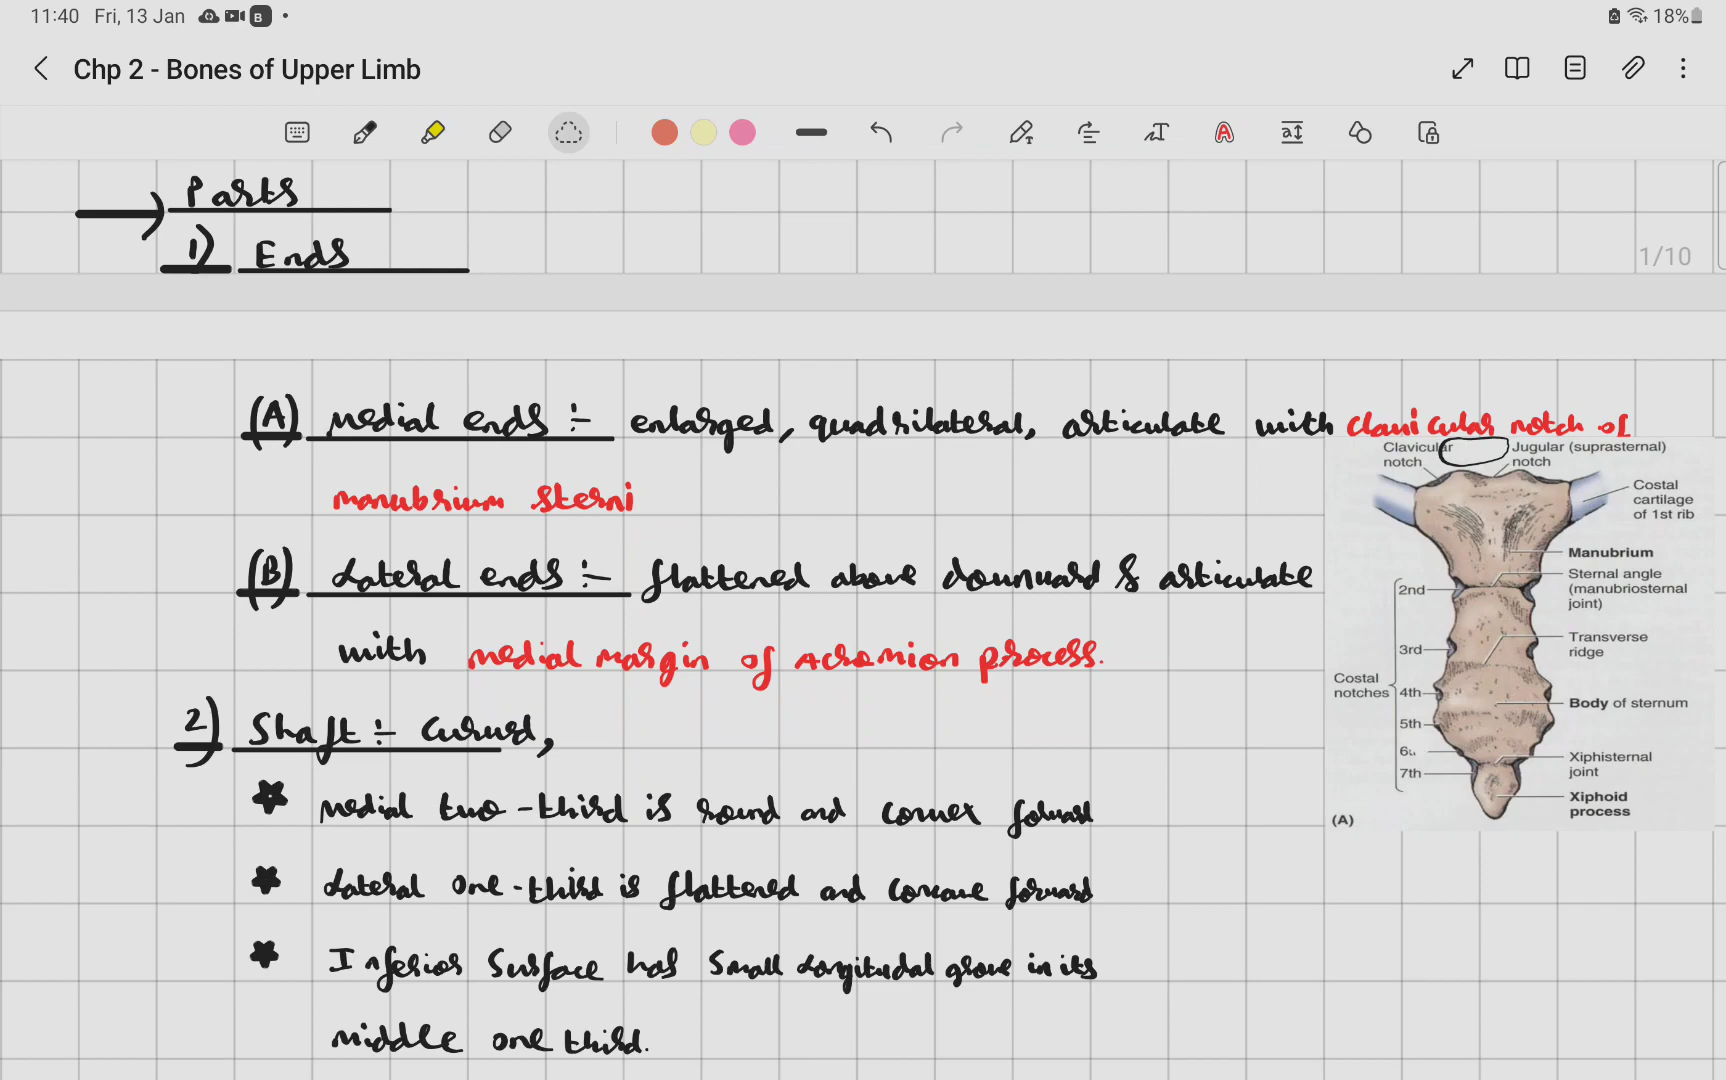 11:40 Fri, 13 Jan B 18%
Chp 2 - Bones of Upper Limb
Parts
1) Ends
1/10
(A) Medial ends :- enlarged, quadrilateral, articulate with clavicular notch of
manubrium sterni
(B) Lateral ends :- flattened above downward & articulate
with medial margin of Acromion process.
2) Shaft :- curved,
medial two-third is round and convex forward
Lateral one-third is flattened and concave forward
Inferior surface has small longitudal grove in its
middle one third.
Clavicular
notch
Jugular (suprasternal)
notch
Costal
cartilage
of 1st rib
Manubrium
Sternal angle
(manubriosternal
joint)
2nd
Transverse
ridge
3rd
Costal
notches
4th
Body of sternum
5th
6th
Xiphisternal
joint
7th
Xiphoid
process
(A)